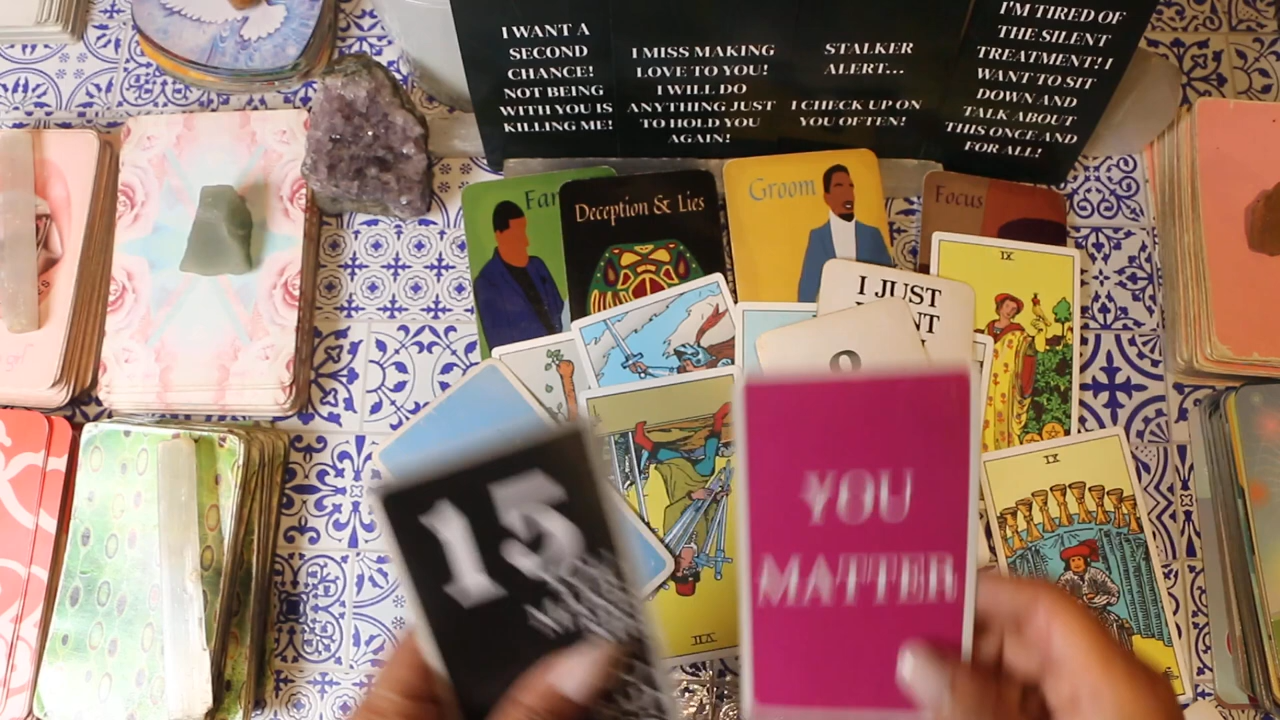 I WANT A
SECOND
CHANCE!
NOT BEING
WITH YOU IS
KILLING ME!
I MISS MAKING
LOVE TO YOU!
I WILL DO
ANYTHING JUST
TO HOLD YOU
AGAIN!
STALKER
ALERT...
I CHECK UP ON
YOU OFTEN!
I'M TIRED OF
THE SILENT
TREATMENT! I
WANT TO SIT
DOWN AND
TALK ABOUT
THIS ONCE AND
FOR ALL!
Deception & Lies
Groom
Focus
I JUST
IX
IX
VII
15
YOU
MATTER